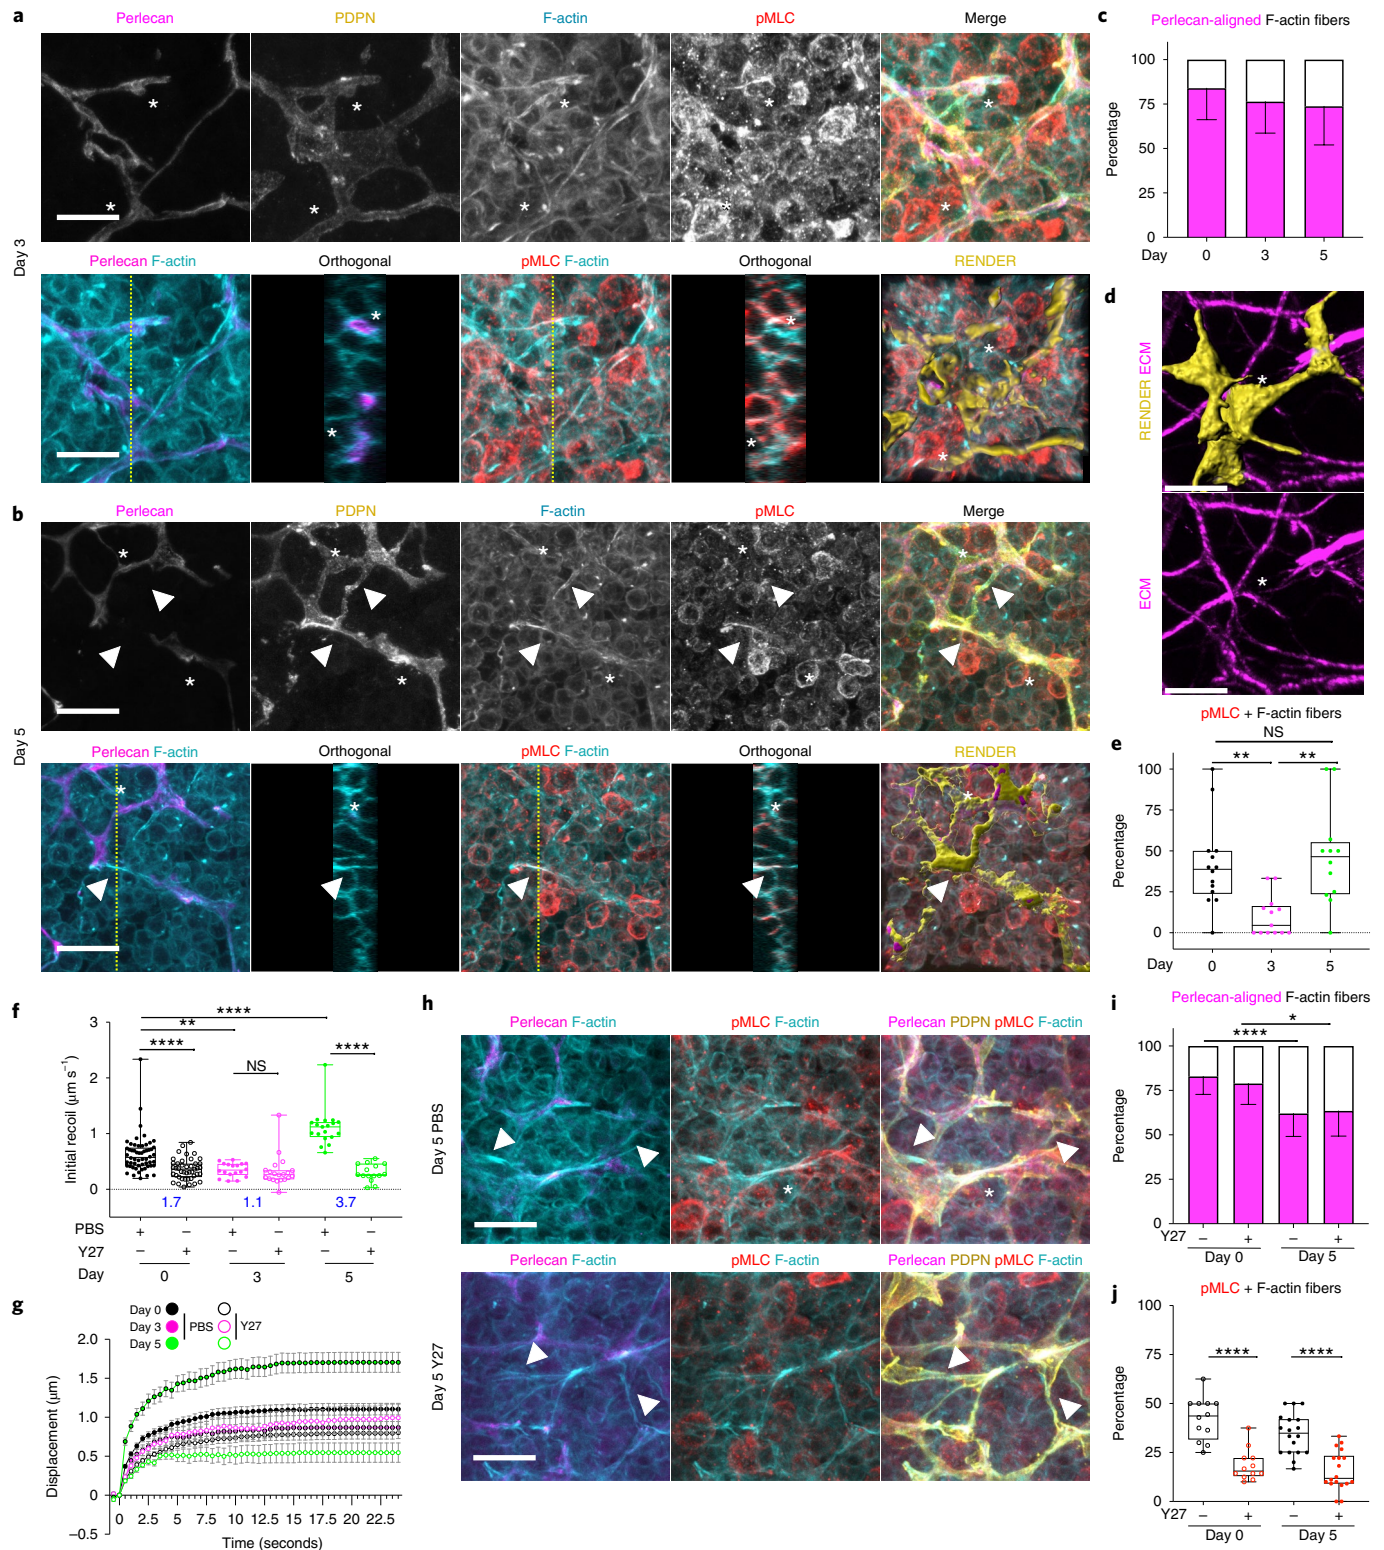 a
Perlecan
PDPN
F-actin
pMLC
Merge
Day 3
*
*
*
*
*
*
*
*
*
*
Perlecan F-actin
Orthogonal
pMLC F-actin
Orthogonal
RENDER
*
*
*
*
*
*
b
Perlecan
PDPN
F-actin
pMLC
Merge
Day 5
*
*
*
*
*
*
*
*
*
*
Perlecan F-actin
Orthogonal
pMLC F-actin
Orthogonal
RENDER
*
*
*
*
c
Perlecan-aligned F-actin fibers
Percentage
100
75
50
25
0
Day 0 3 5
d
RENDER ECM
*
ECM
*
e
pMLC + F-actin fibers
NS
** **
Percentage
100
75
50
25
0
Day 0 3 5
f
Initial recoil (μm s⁻¹)
3
2
1
0
****
**
**** NS ****
1.7 1.1 3.7
PBS + – + – + –
Y27 – + – + – +
Day 0 3 5
g
Day 0
Day 3 PBS Y27
Day 5
Displacement (μm)
2.0
1.5
1.0
0.5
0
–0.5
0 2.5 5 7.5 10 12.5 15 17.5 20 22.5
Time (seconds)
h
Perlecan F-actin
pMLC F-actin
Perlecan PDPN pMLC F-actin
Day 5 PBS
*
*
Perlecan F-actin
pMLC F-actin
Perlecan PDPN pMLC F-actin
Day 5 Y27
i
Perlecan-aligned F-actin fibers
*
****
Percentage
100
75
50
25
0
Y27 – + – +
Day 0 Day 5
j
pMLC + F-actin fibers
**** ****
Percentage
100
75
50
25
0
Y27 – + – +
Day 0 Day 5